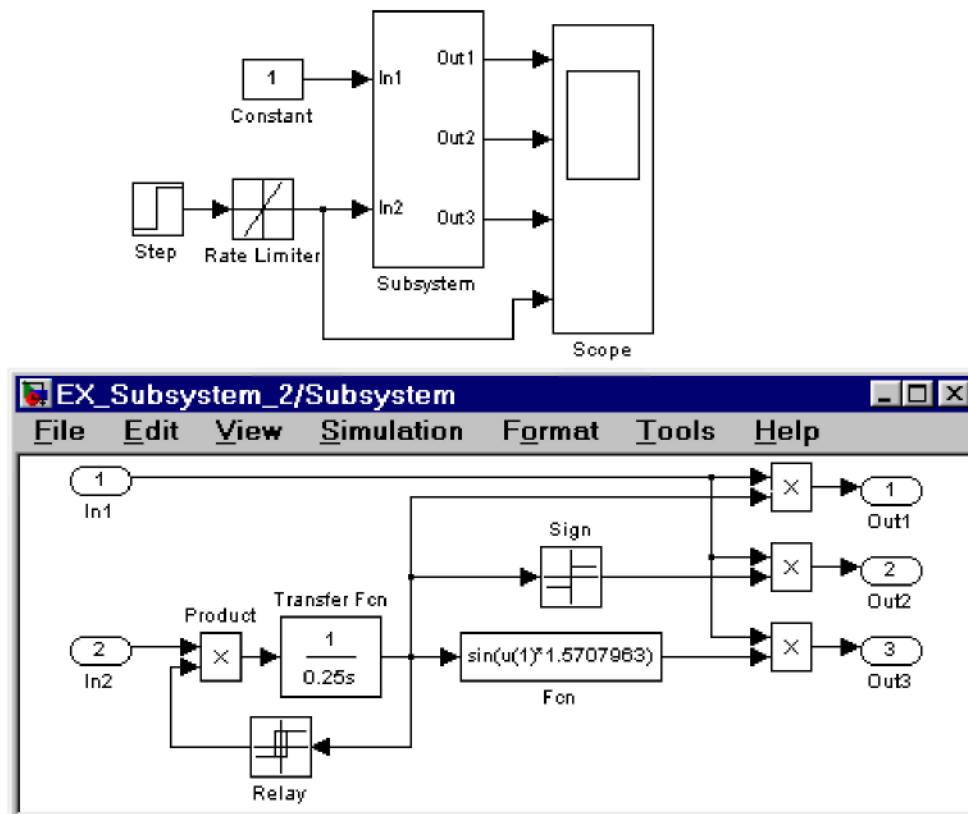 1
Constant
In1
Out1
Out2
In2
Out3
Step
Rate Limiter
Subsystem
Scope
EX_Subsystem_2/Subsystem
File Edit View Simulation Format Tools Help
1
In1
×
1
Out1
Sign
×
2
Out2
Product
Transfer Fcn
2
In2
×
1
0.25s
sin(u(1)*1.5707963)
Fcn
×
3
Out3
Relay